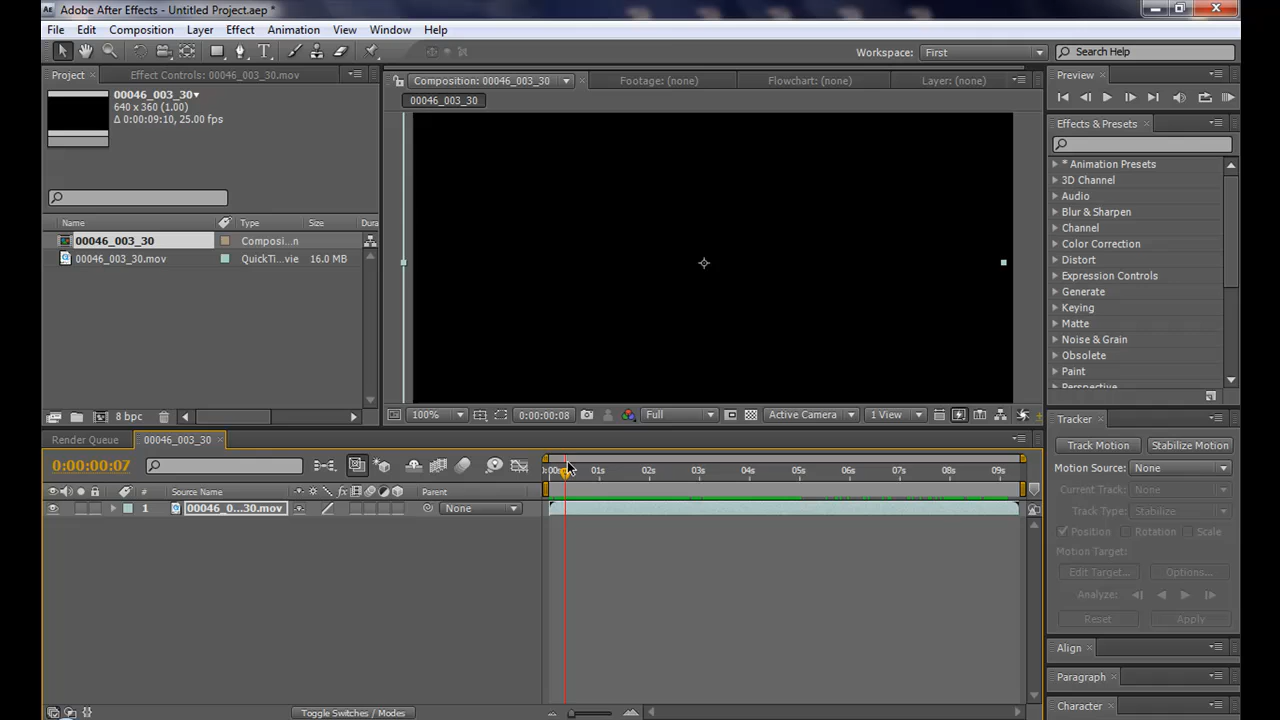 Adobe After Effects - Untitled Project.aep *
File Edit Composition Layer Effect Animation View Window Help
Workspace: First Search Help
Project Effect Controls: 00046_003_30.mov
00046_003_30▾
640 x 360 (1.00)
Δ 0:00:09:10, 25.00 fps
Name Type Size Dura
00046_003_30 Composi...n
00046_003_30.mov QuickTi...vie 16.0 MB
8 bpc
Composition: 00046_003_30 Footage: (none) Flowchart: (none) Layer: (none)
00046_003_30
100% 0:00:00:08 Full Active Camera 1 View
Preview
Effects & Presets
* Animation Presets
3D Channel
Audio
Blur & Sharpen
Channel
Color Correction
Distort
Expression Controls
Generate
Keying
Matte
Noise & Grain
Obsolete
Paint
Perspective
Tracker
Track Motion Stabilize Motion
Motion Source: None
Current Track: None
Track Type: Stabilize
Position Rotation Scale
Motion Target:
Edit Target... Options...
Analyze:
Reset Apply
Align
Paragraph
Character
Render Queue 00046_003_30
0:00:00:07
01s 02s 03s 04s 05s 06s 07s 08s 09s
# Source Name fx Parent
1 00046_0...30.mov None
Toggle Switches / Modes